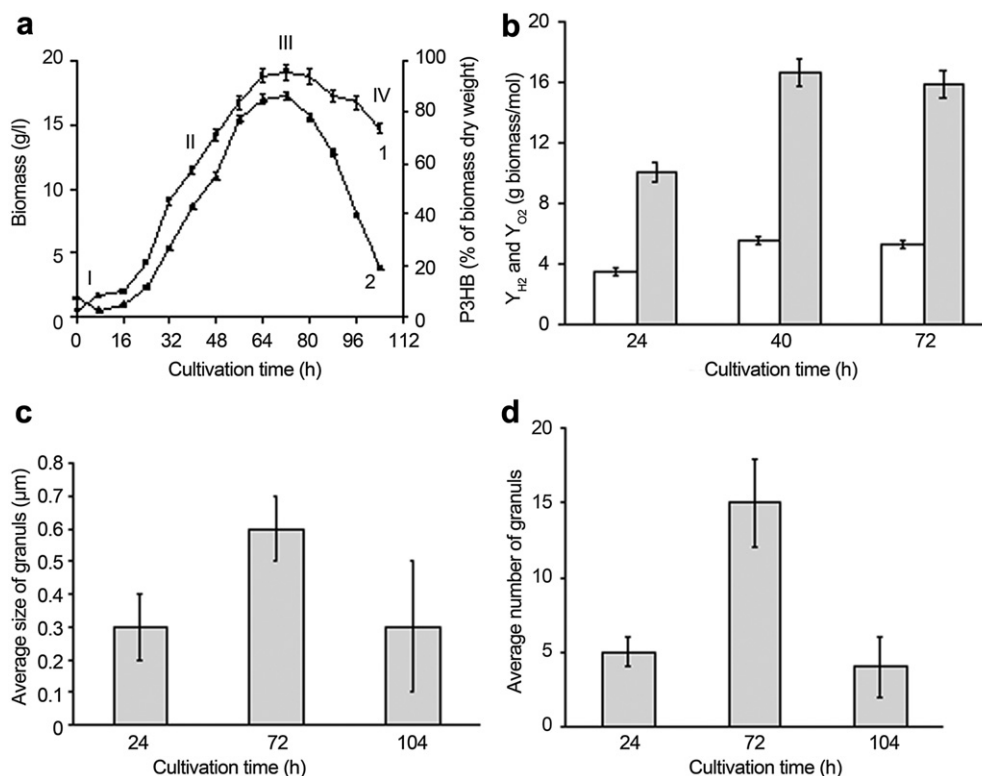 a
III
20
100
IV
15
80
II
1
60
10
40
5
I
20
2
0
0
0 16 32 48 64 80 96 112
Cultivation time (h)
Biomass (g/l)
P3HB (% of biomass dry weight)
b
20
16
12
8
4
0
24 40 72
Cultivation time (h)
Y_H2 and Y_O2 (g biomass/mol)
c
0.8
0.7
0.6
0.5
0.4
0.3
0.2
0.1
0
24 72 104
Cultivation time (h)
Average size of granuls (μm)
d
20
15
10
5
0
24 72 104
Cultivation time (h)
Average number of granuls